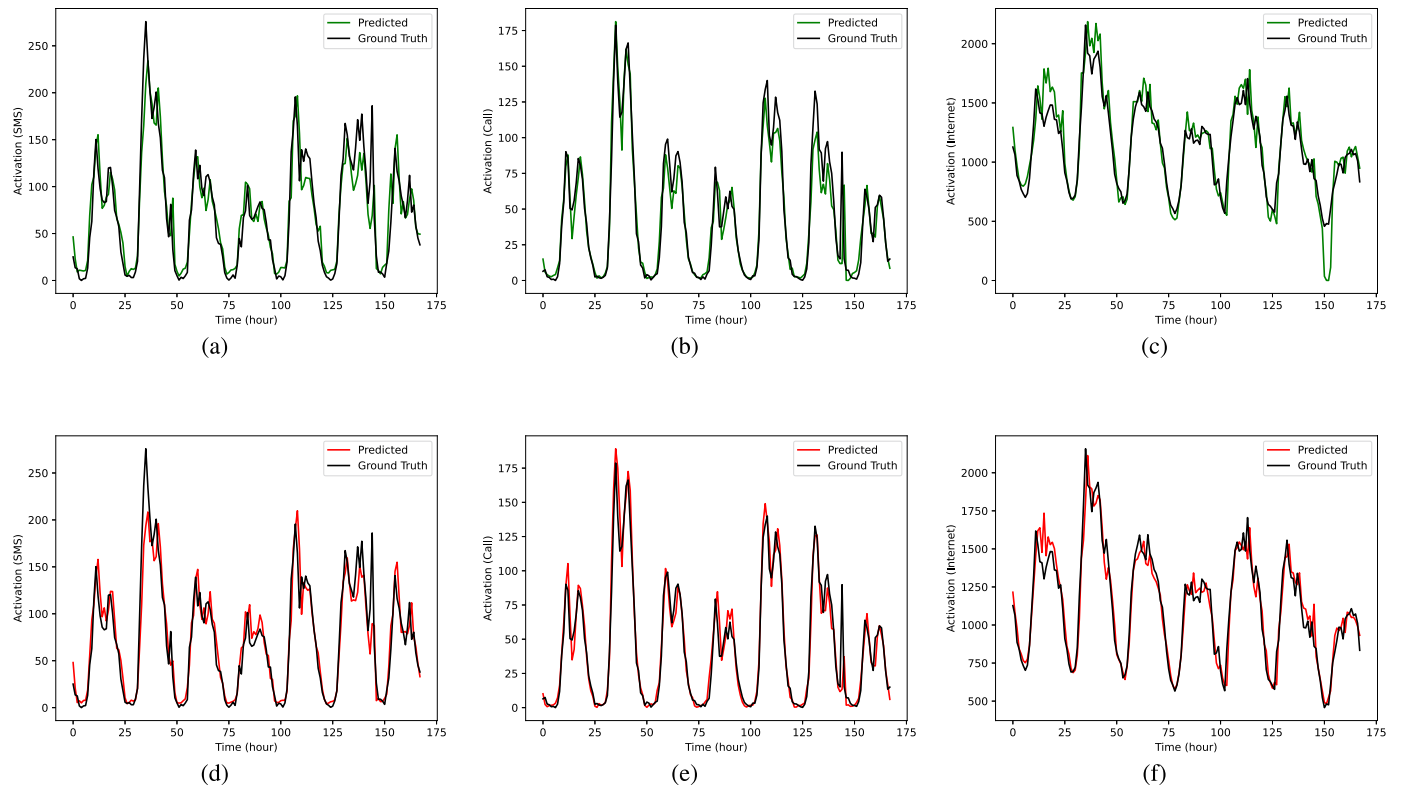 Predicted
Ground Truth
Activation (SMS)
250
200
150
100
50
0
0 25 50 75 100 125 150 175
Time (hour)
(a)
Predicted
Ground Truth
Activation (Call)
175
150
125
100
75
50
25
0
0 25 50 75 100 125 150 175
Time (hour)
(b)
Predicted
Ground Truth
Activation (Internet)
2000
1500
1000
500
0
0 25 50 75 100 125 150 175
Time (hour)
(c)
Predicted
Ground Truth
Activation (SMS)
250
200
150
100
50
0
0 25 50 75 100 125 150 175
Time (hour)
(d)
Predicted
Ground Truth
Activation (Call)
175
150
125
100
75
50
25
0
0 25 50 75 100 125 150 175
Time (hour)
(e)
Predicted
Ground Truth
Activation (Internet)
2000
1750
1500
1250
1000
750
500
0 25 50 75 100 125 150 175
Time (hour)
(f)